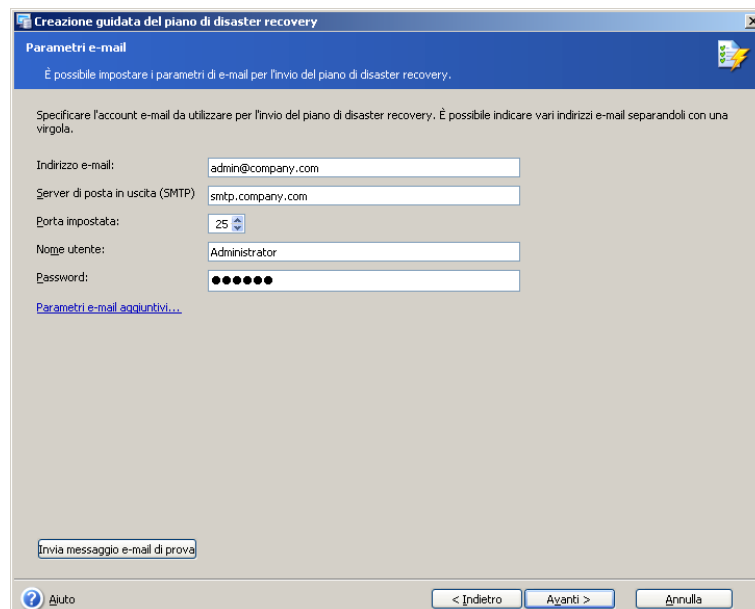 Creazione guidata del piano di disaster recovery
Parametri e-mail
È possibile impostare i parametri di e-mail per l'invio del piano di disaster recovery.
Specificare l'account e-mail da utilizzare per l'invio del piano di disaster recovery. È possibile indicare vari indirizzi e-mail separandoli con una
virgola.
Indirizzo e-mail: admin@company.com
Server di posta in uscita (SMTP) smtp.company.com
Porta impostata: 25
Nome utente: Administrator
Password: ●●●●●●
Parametri e-mail aggiuntivi...
Invia messaggio e-mail di prova
Aiuto < Indietro Avanti > Annulla